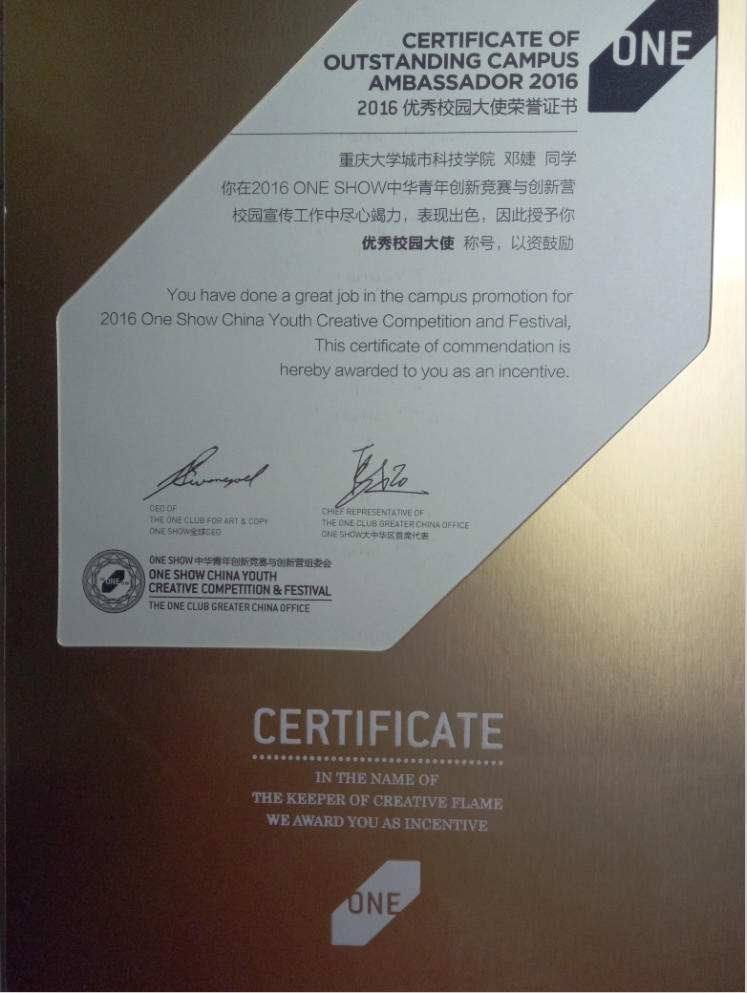 CERTIFICATE OF
OUTSTANDING CAMPUS
AMBASSADOR 2016
2016 优秀校园大使荣誉证书
ONE
重庆大学城市科技学院 邓婕 同学
你在2016 ONE SHOW中华青年创新竞赛与创新营
校园宣传工作中尽心竭力，表现出色，因此授予你
优秀校园大使 称号，以资鼓励
You have done a great job in the campus promotion for
2016 One Show China Youth Creative Competition and Festival,
This certificate of commendation is
hereby awarded to you as an incentive.
CEO OF
THE ONE CLUB FOR ART & COPY
ONE SHOW全球CEO
CHIEF REPRESENTATIVE OF
THE ONE CLUB GREATER CHINA OFFICE
ONE SHOW大中华区首席代表
ONE
ONE SHOW 中华青年创新竞赛与创新营组委会
ONE SHOW CHINA YOUTH
CREATIVE COMPETITION & FESTIVAL
THE ONE CLUB GREATER CHINA OFFICE
CERTIFICATE
IN THE NAME OF
THE KEEPER OF CREATIVE FLAME
WE AWARD YOU AS INCENTIVE
ONE